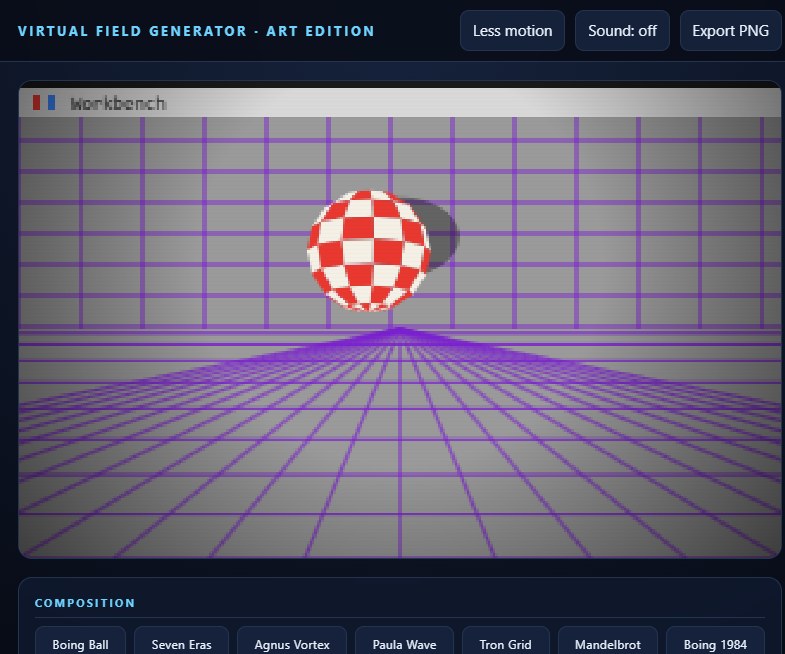 VIRTUAL FIELD GENERATOR · ART EDITION
Less motion
Sound: off
Export PNG
Workbench
COMPOSITION
Boing Ball
Seven Eras
Agnus Vortex
Paula Wave
Tron Grid
Mandelbrot
Boing 1984